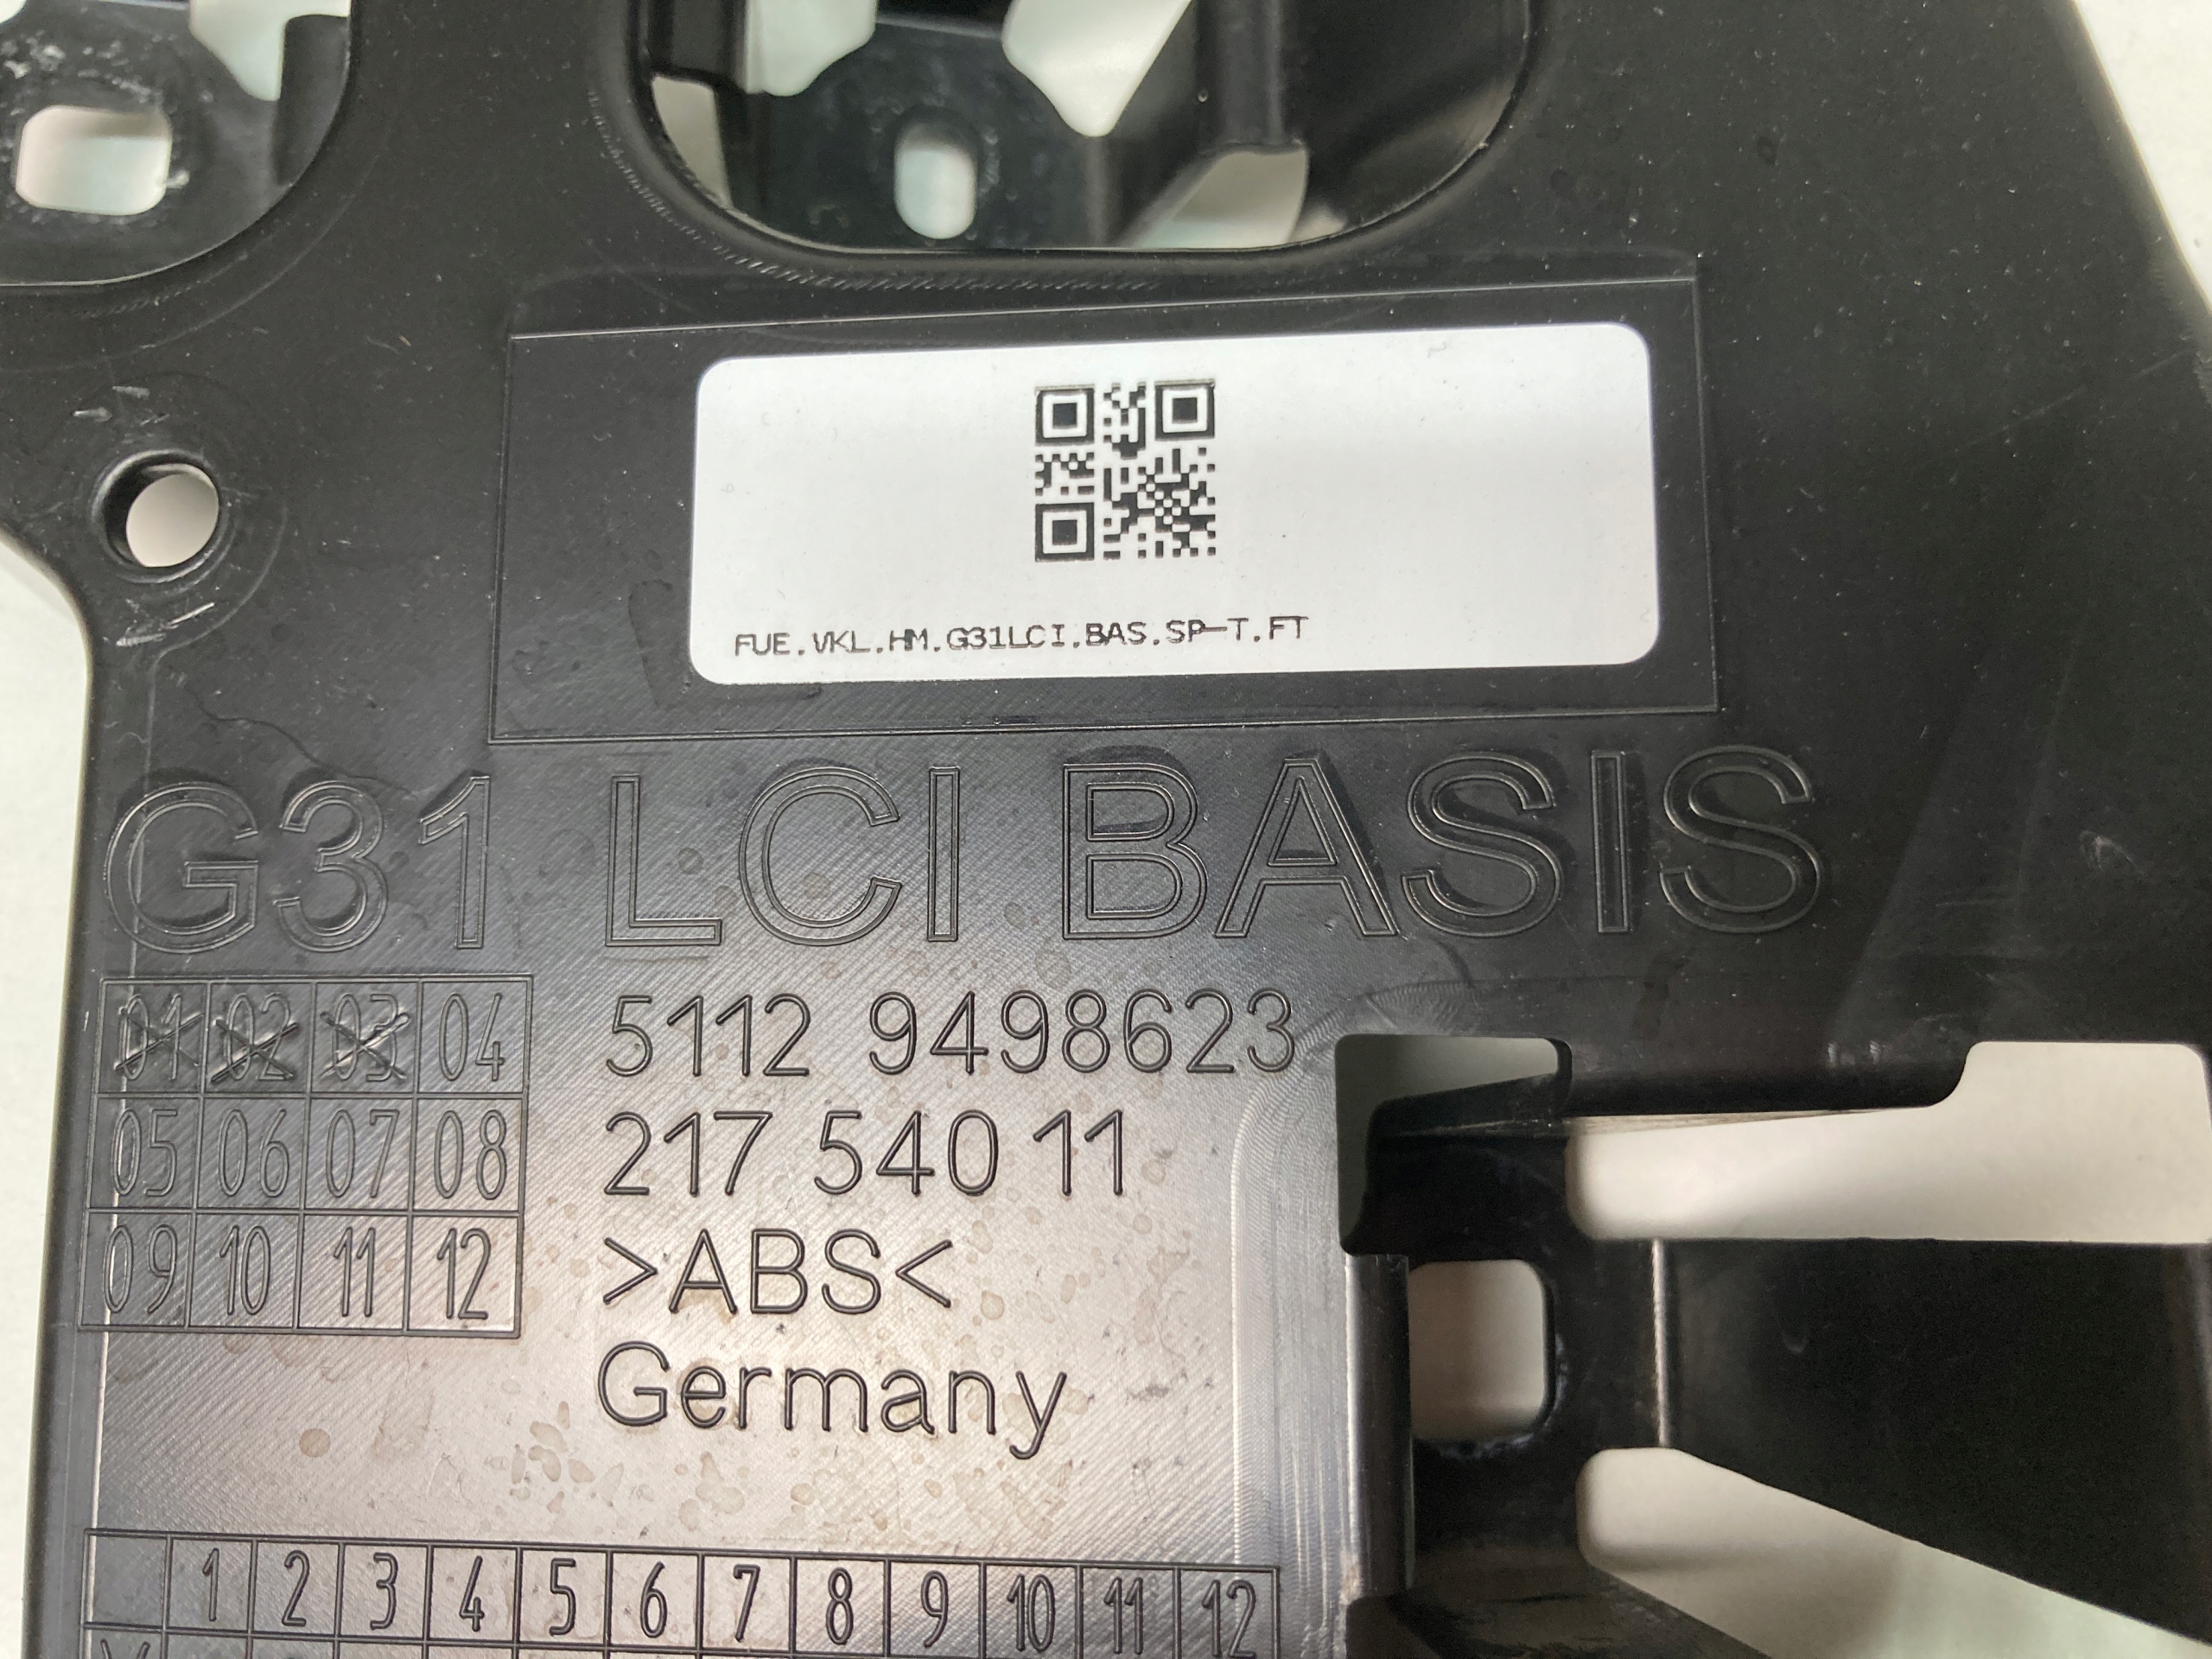 FUE.VKL.HM.G31LCI.BAS.SP-T.FT
G31 LCI BASIS
01 02 03 04
05 06 07 08
09 10 11 12
5112 9498623
217 540 11
>ABS<
Germany
1 2 3 4 5 6 7 8 9 10 11 12